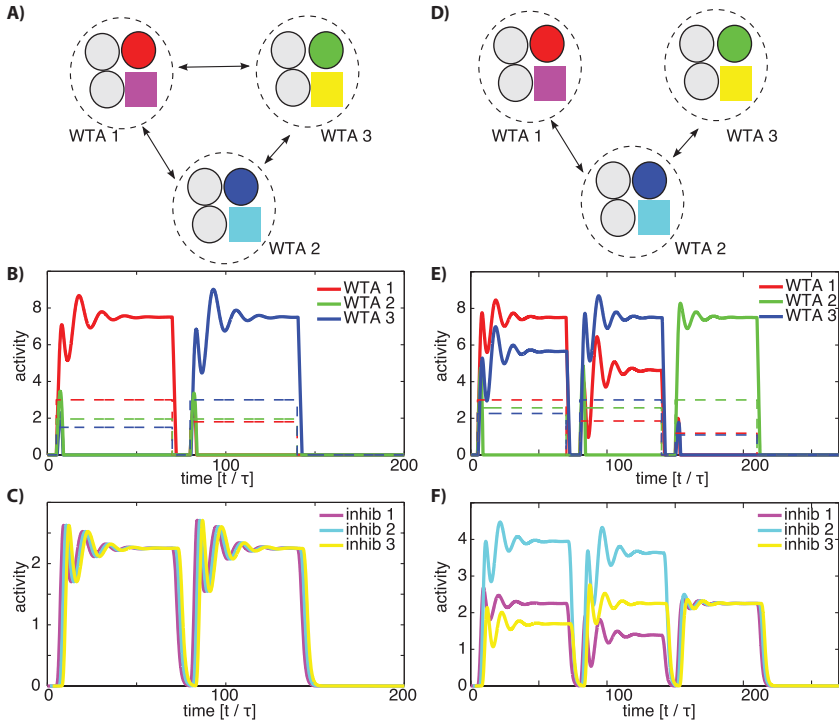 A)
WTA 1
WTA 3
WTA 2
D)
WTA 1
WTA 3
WTA 2
B)
8
6
4
2
0
activity
0
100
200
time [t / τ]
WTA 1
WTA 2
WTA 3
E)
8
6
4
2
0
activity
0
100
200
time [t / τ]
WTA 1
WTA 2
WTA 3
C)
2
1
0
activity
0
100
200
time [t / τ]
inhib 1
inhib 2
inhib 3
F)
4
3
2
1
0
activity
0
100
200
time [t / τ]
inhib 1
inhib 2
inhib 3